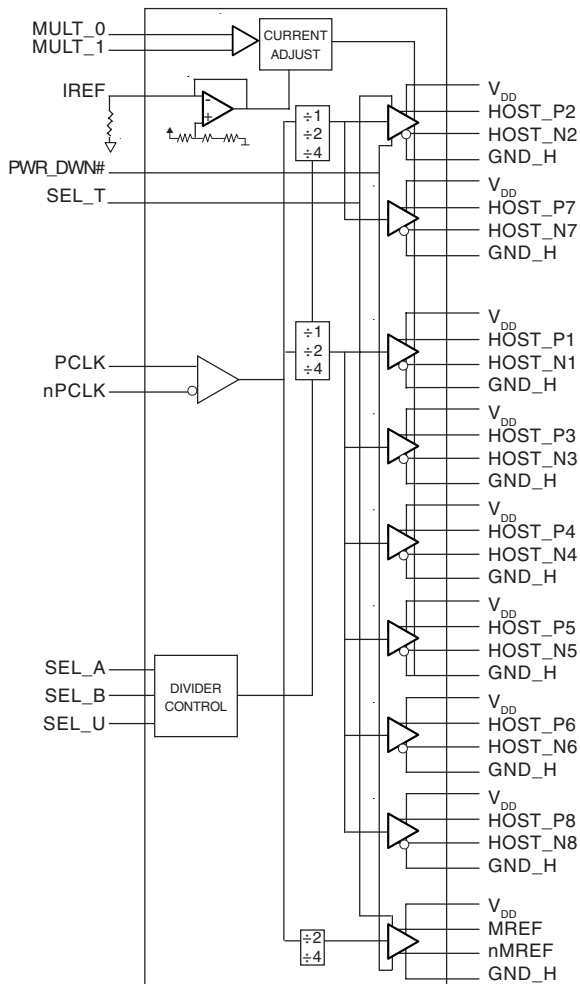 MULT_0
MULT_1
CURRENT
ADJUST
IREF
-
+
PWR_DWN#
SEL_T
÷1
÷2
÷4
VDD
HOST_P2
HOST_N2
GND_H
VDD
HOST_P7
HOST_N7
GND_H
PCLK
nPCLK
÷1
÷2
÷4
VDD
HOST_P1
HOST_N1
GND_H
VDD
HOST_P3
HOST_N3
GND_H
VDD
HOST_P4
HOST_N4
GND_H
VDD
HOST_P5
HOST_N5
GND_H
SEL_A
SEL_B
SEL_U
DIVIDER
CONTROL
VDD
HOST_P6
HOST_N6
GND_H
VDD
HOST_P8
HOST_N8
GND_H
÷2
÷4
VDD
MREF
nMREF
GND_H